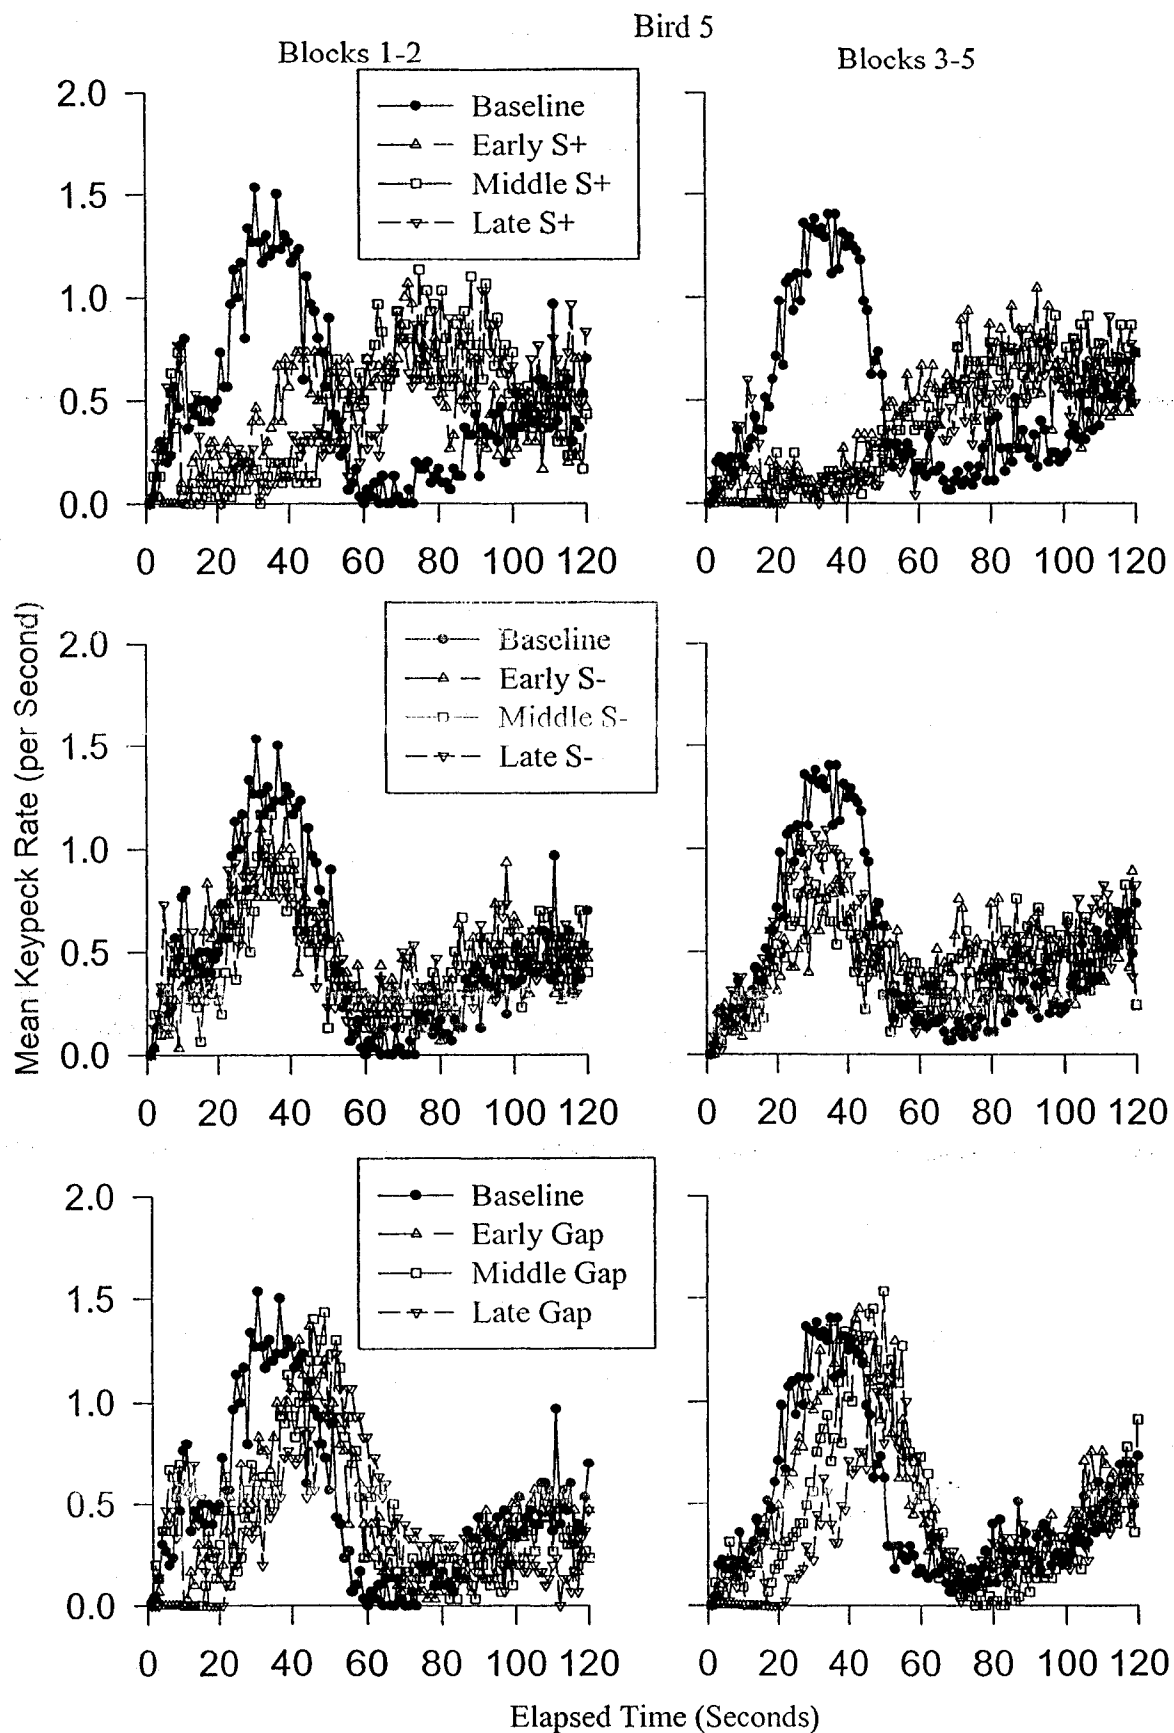 Bird 5
Blocks 1-2
Blocks 3-5
Baseline
Early S+
Middle S+
Late S+
2.0
1.5
1.0
0.5
0.0
0 20 40 60 80 100 120
0 20 40 60 80 100 120
Mean Keypeck Rate (per Second)
Baseline
Early S-
Middle S-
Late S-
2.0
1.5
1.0
0.5
0.0
0 20 40 60 80 100 120
0 20 40 60 80 100 120
Baseline
Early Gap
Middle Gap
Late Gap
2.0
1.5
1.0
0.5
0.0
0 20 40 60 80 100 120
0 20 40 60 80 100 120
Elapsed Time (Seconds)